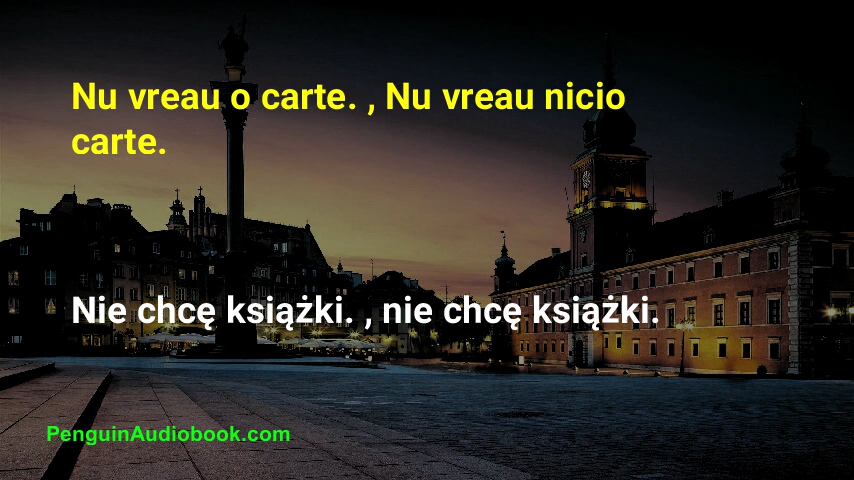 Nu vreau o carte. , Nu vreau nicio
carte.
Nie chcę książki. , nie chcę książki.
PenguinAudiobook.com